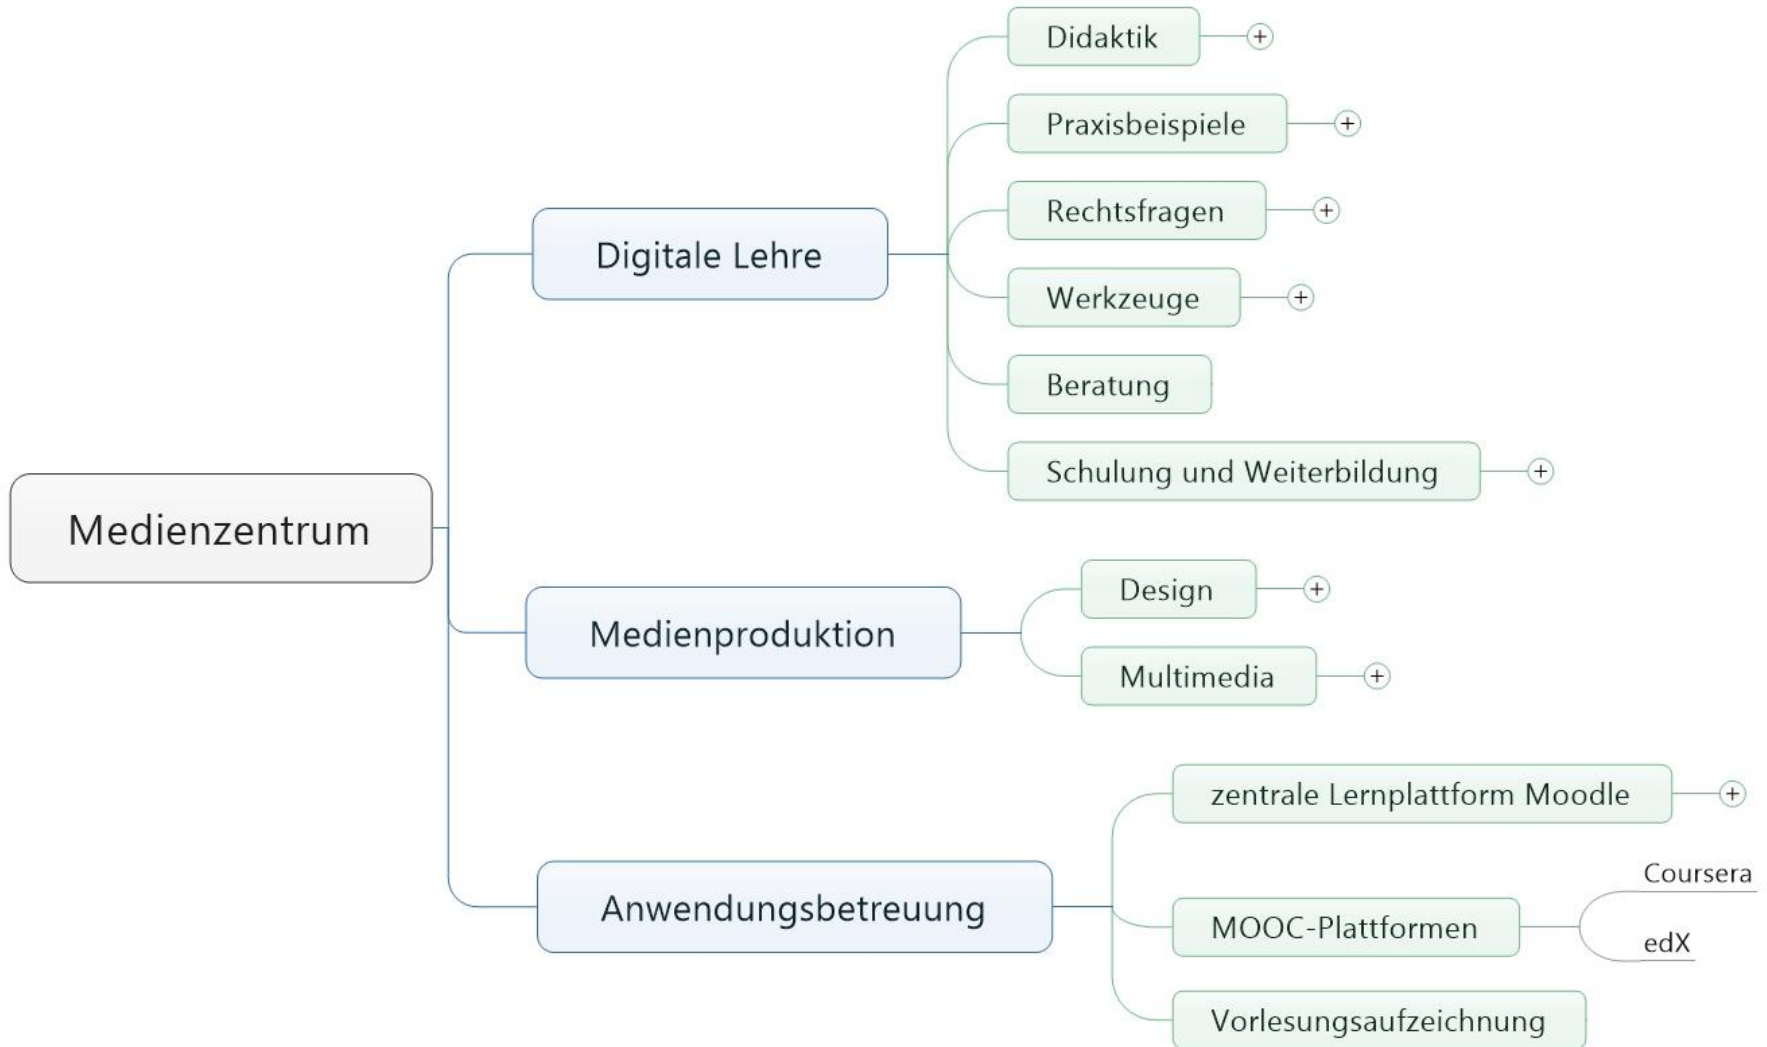 Medienzentrum
Digitale Lehre
Didaktik
Praxisbeispiele
Rechtsfragen
Werkzeuge
Beratung
Schulung und Weiterbildung
Medienproduktion
Design
Multimedia
Anwendungsbetreuung
zentrale Lernplattform Moodle
MOOC-Plattformen
Coursera
edX
Vorlesungsaufzeichnung